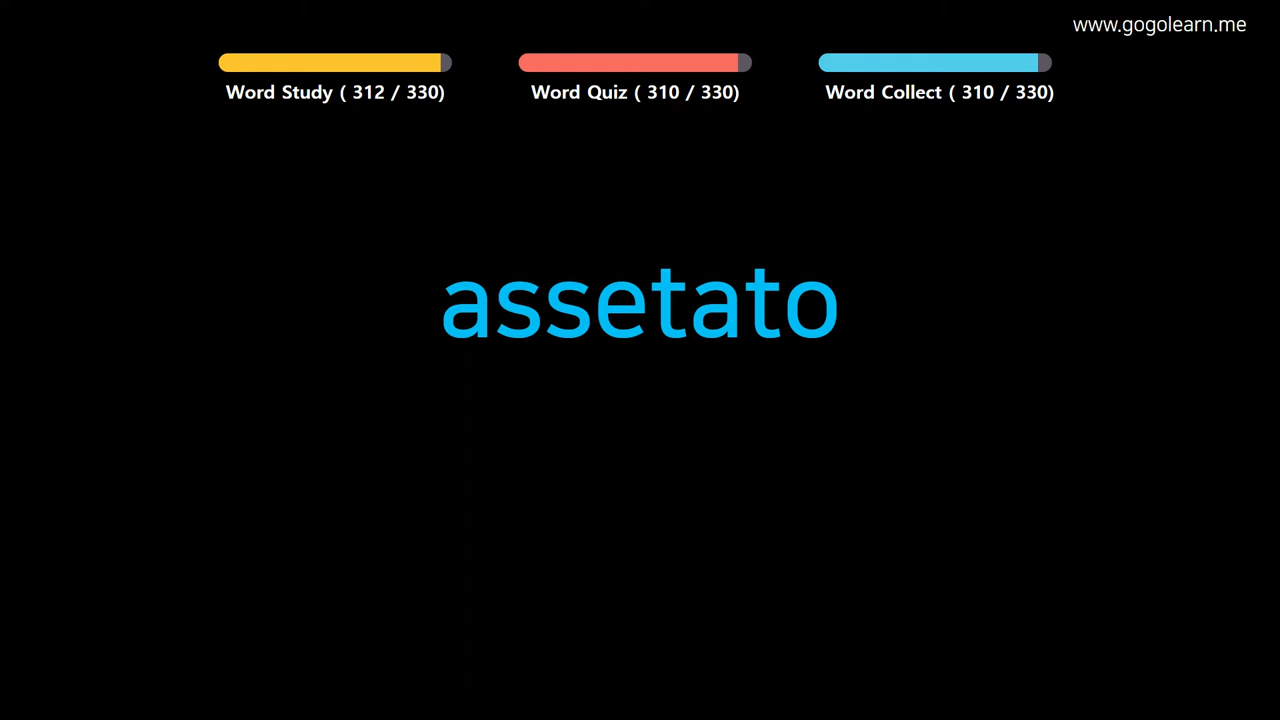 www.gogolearn.me
Word Study ( 312 / 330)
Word Quiz ( 310 / 330)
Word Collect ( 310 / 330)
assetato